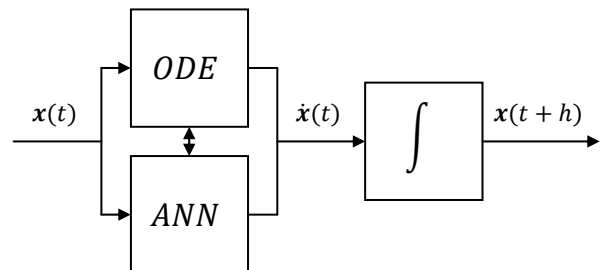 ODE
𝒙(t)
𝒙̇(t)
∫
𝒙(t + h)
ANN